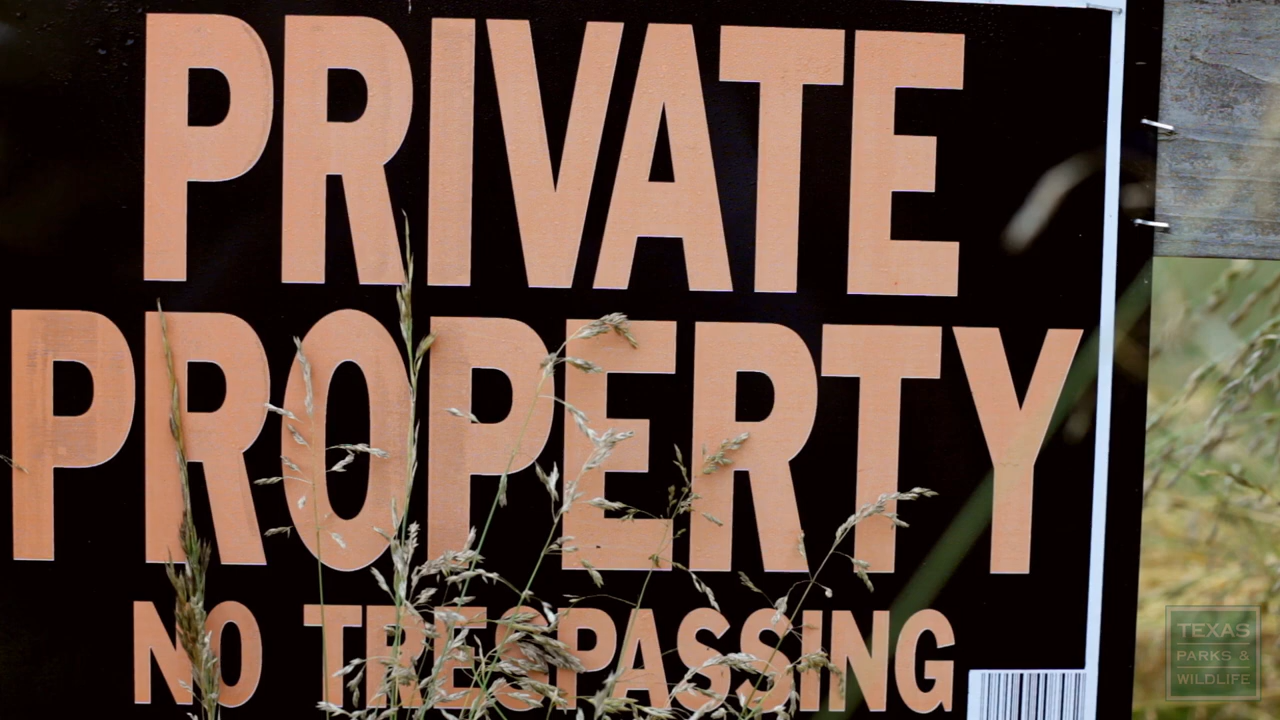 PRIVATE
PROPERTY
NO TRESPASSING
TEXAS
PARKS &
WILDLIFE